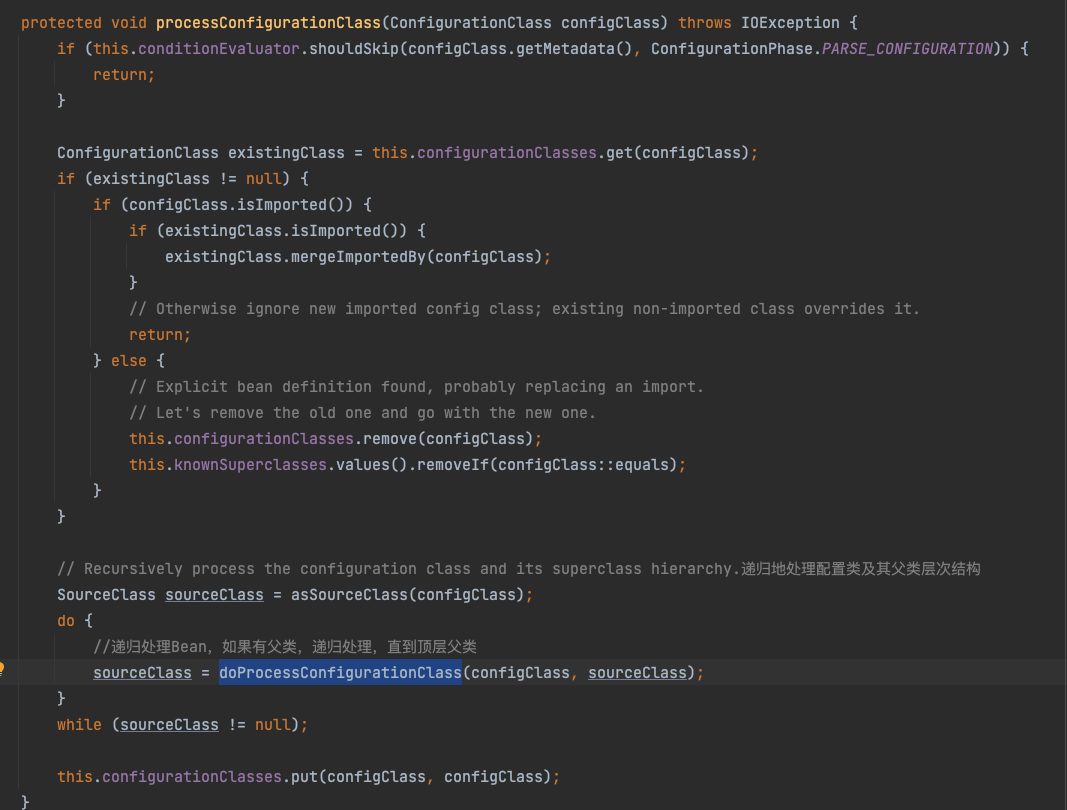 protected void processConfigurationClass(ConfigurationClass configClass) throws IOException {
if (this.conditionEvaluator.shouldSkip(configClass.getMetadata(), ConfigurationPhase.PARSE_CONFIGURATION)) {
return;
}
ConfigurationClass existingClass = this.configurationClasses.get(configClass);
if (existingClass != null) {
if (configClass.isImported()) {
if (existingClass.isImported()) {
existingClass.mergeImportedBy(configClass);
}
// Otherwise ignore new imported config class; existing non-imported class overrides it.
return;
} else {
// Explicit bean definition found, probably replacing an import.
// Let's remove the old one and go with the new one.
this.configurationClasses.remove(configClass);
this.knownSuperclasses.values().removeIf(configClass::equals);
}
}
// Recursively process the configuration class and its superclass hierarchy.递归地处理配置类及其父类层次结构
SourceClass sourceClass = asSourceClass(configClass);
do {
//递归处理Bean，如果有父类，递归处理，直到顶层父类
sourceClass = doProcessConfigurationClass(configClass, sourceClass);
}
while (sourceClass != null);
this.configurationClasses.put(configClass, configClass);
}